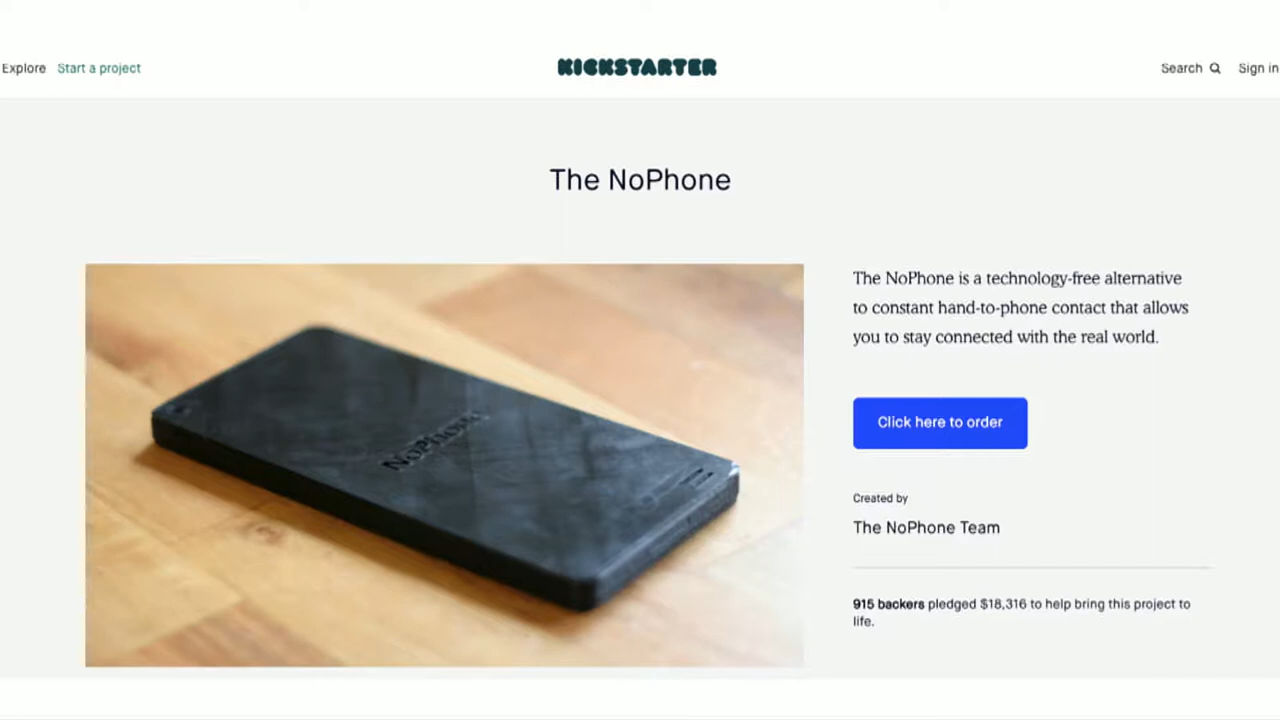 Explore Start a project KICKSTARTER Search Sign in
The NoPhone
The NoPhone is a technology-free alternative
to constant hand-to-phone contact that allows
you to stay connected with the real world.
NoPhone
Click here to order
Created by
The NoPhone Team
915 backers pledged $18,316 to help bring this project to
life.